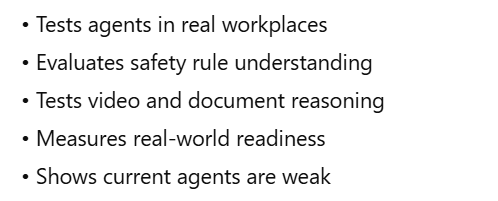 • Tests agents in real workplaces
• Evaluates safety rule understanding
• Tests video and document reasoning
• Measures real-world readiness
• Shows current agents are weak